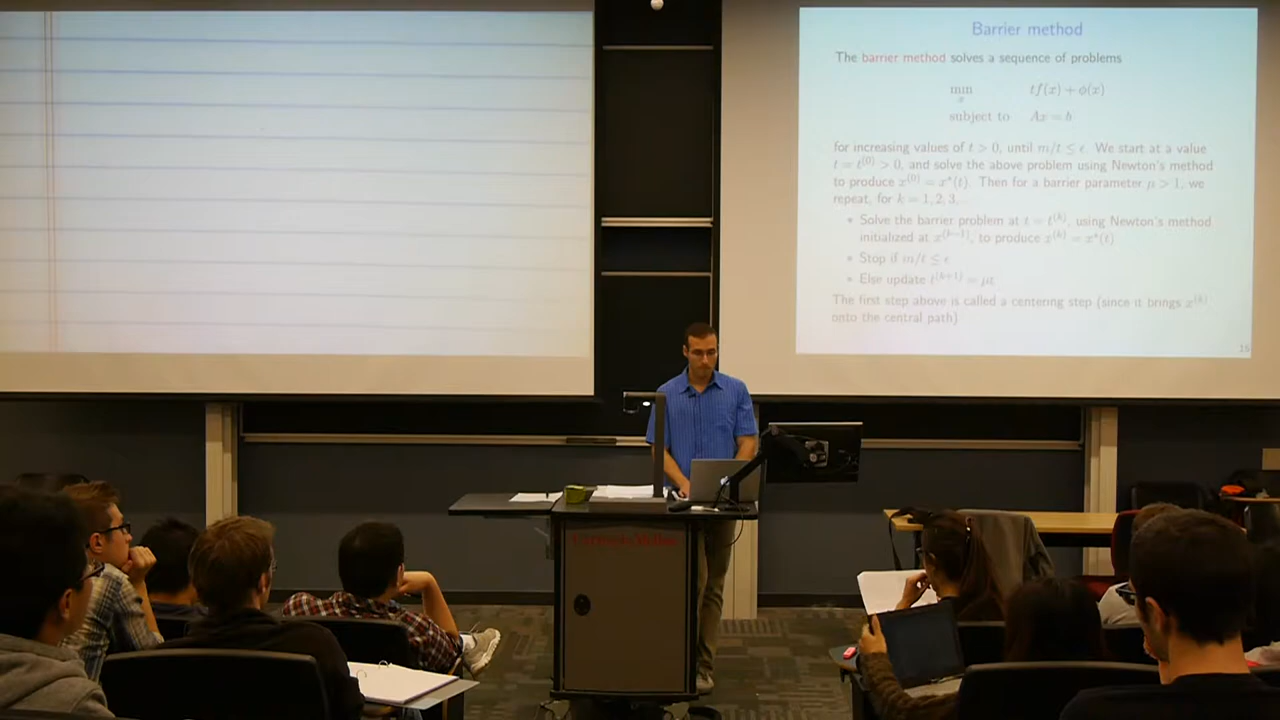 Barrier method
The barrier method solves a sequence of problems
min tf(x) + ϕ(x)
x
subject to Ax = b
for increasing values of t > 0, until m/t ≤ ϵ. We start at a value
t = t^(0) > 0, and solve the above problem using Newton's method
to produce x^(0) = x*(t). Then for a barrier parameter μ > 1, we
repeat, for k = 1, 2, 3, ...
• Solve the barrier problem at t = t^(k), using Newton's method
initialized at x^(k−1), to produce x^(k) = x*(t)
• Stop if m/t ≤ ϵ
• Else update t^(k+1) = μt
The first step above is called a centering step (since it brings x^(k)
onto the central path)
16
Carnegie Mellon